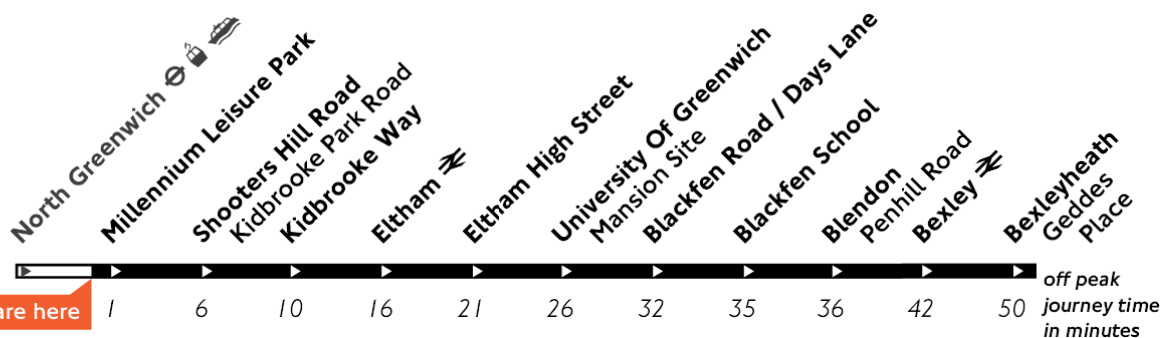 North Greenwich
Millennium Leisure Park
Shooters Hill Road
Kidbrooke Park Road
Kidbrooke Way
Eltham
Eltham High Street
University Of Greenwich
Mansion Site
Blackfen Road / Days Lane
Blackfen School
Blendon
Penhill Road
Bexley
Bexleyheath
Geddes
Place
are here
1 6 10 16 21 26 32 35 36 42 50
off peak
journey time
in minutes